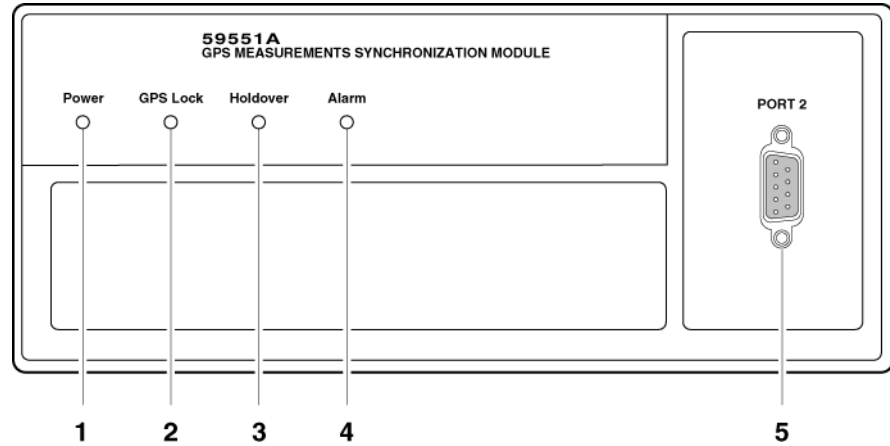 59551A
GPS MEASUREMENTS SYNCHRONIZATION MODULE
Power GPS Lock Holdover Alarm
PORT 2
1 2 3 4 5